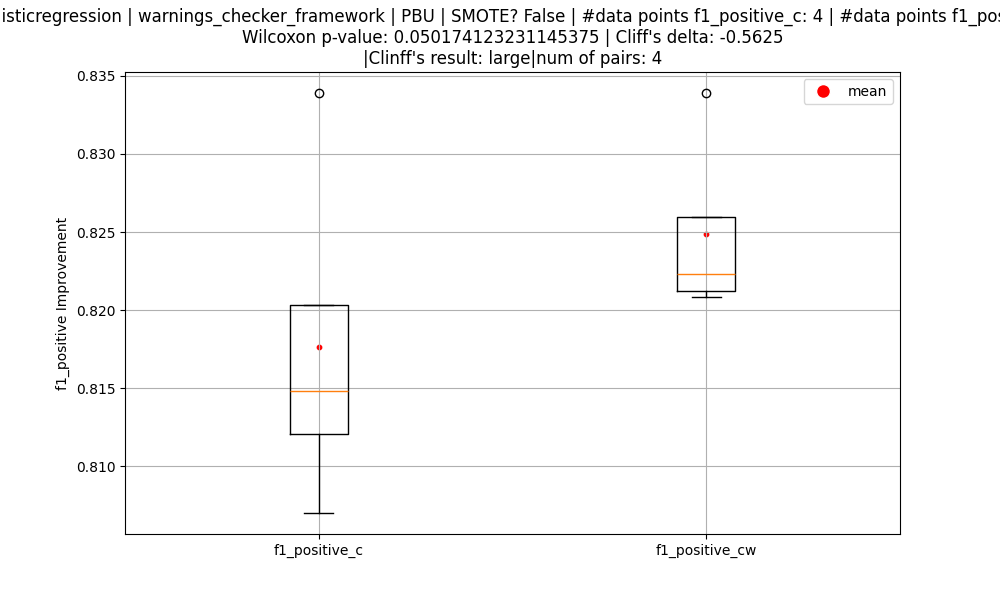 | warnings_checker_framework | PBU | SMOTE? False | #data points f1_positive_c: 4 | #data points
Wilcoxon p-value: 0.050174123231145375 | Cliff's delta: -0.5625
|Clinff's result: large|num of pairs: 4
mean
0.835
0.830
0.825
0.820
0.815
0.810
f1_positive Improvement
f1_positive_c
f1_positive_cw